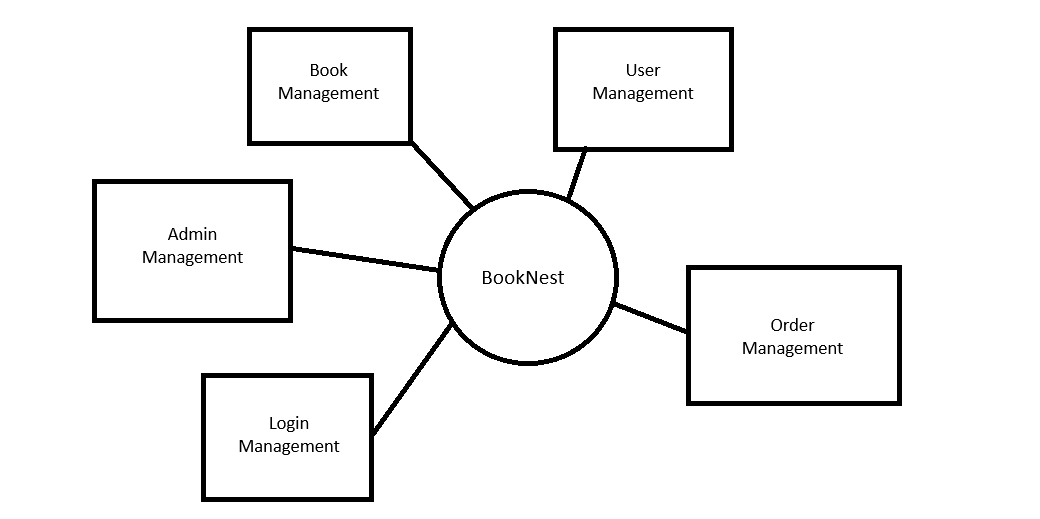 Book
Management
User
Management
Admin
Management
BookNest
Order
Management
Login
Management